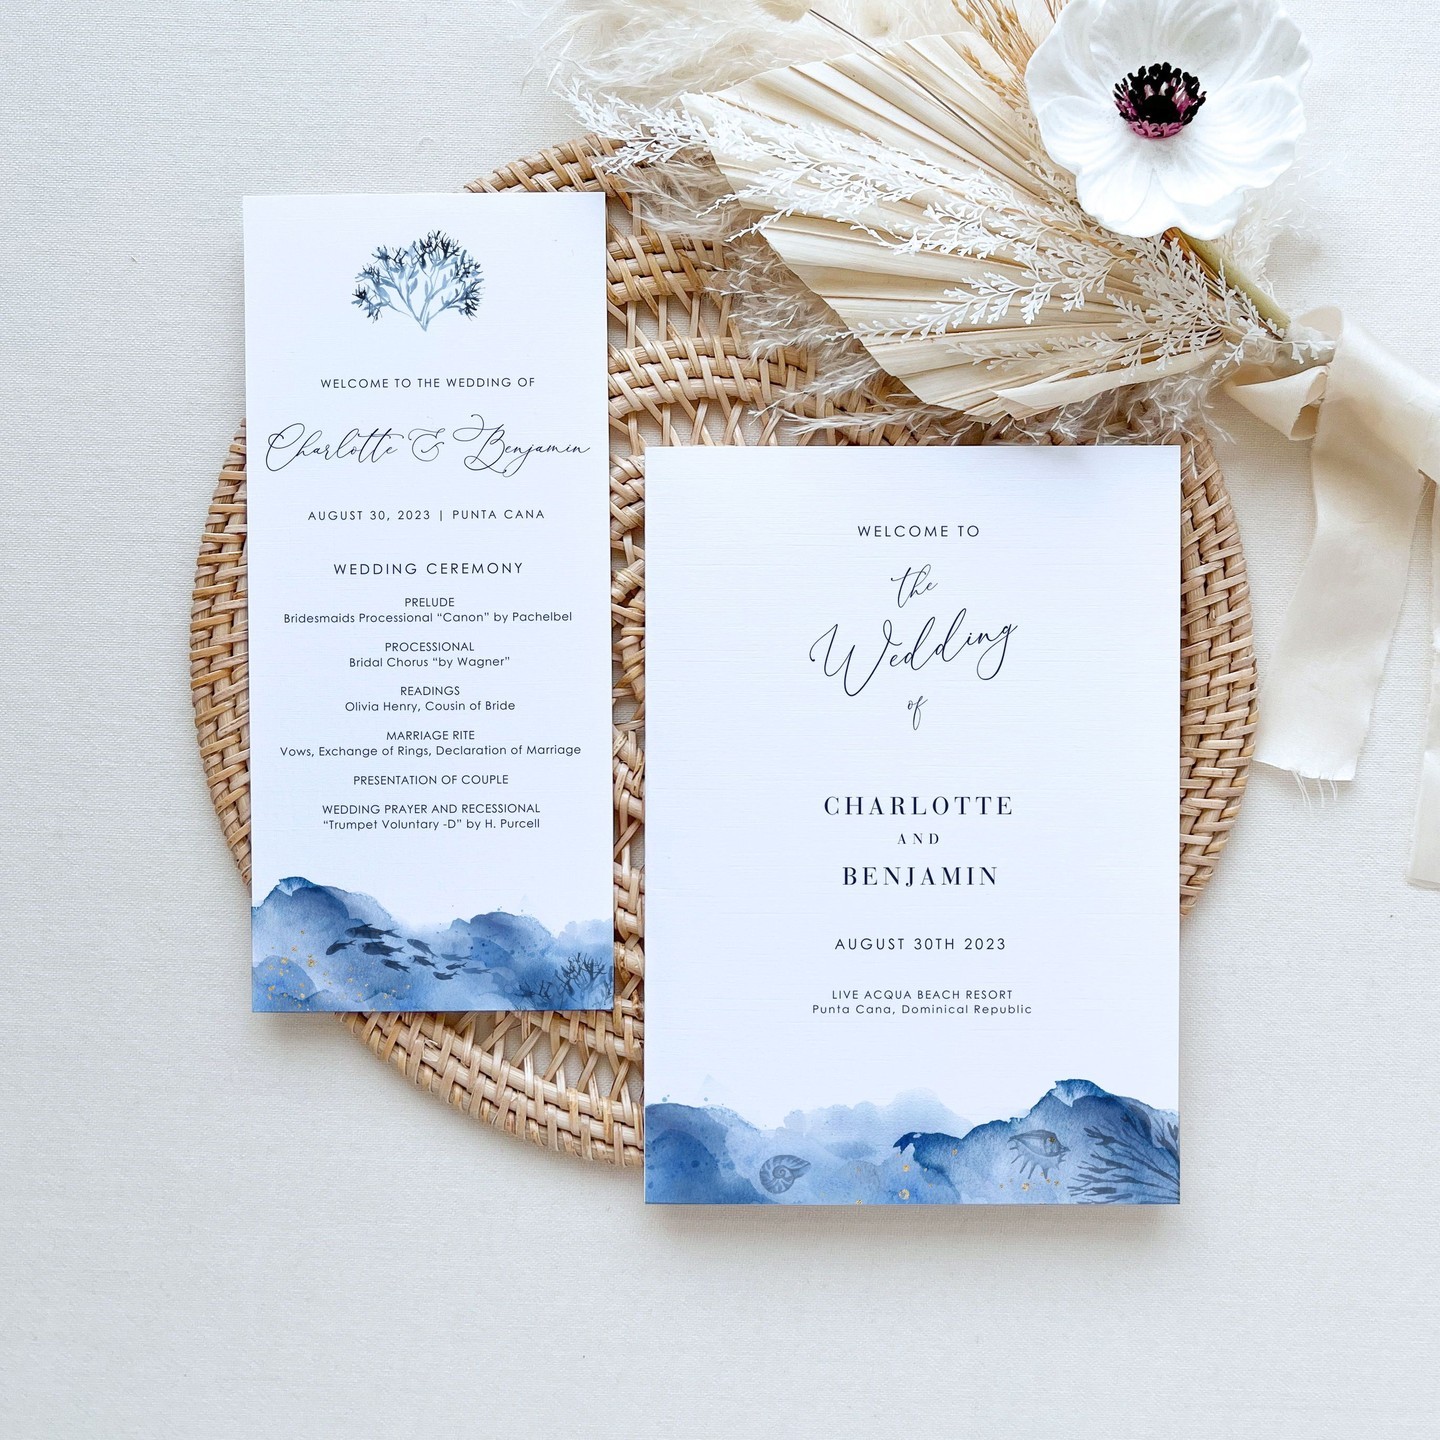 WELCOME TO THE WEDDING OF
Charlotte & Benjamin
AUGUST 30, 2023 | PUNTA CANA
WEDDING CEREMONY
PRELUDE
Bridesmaids Processional “Canon” by Pachelbel
PROCESSIONAL
Bridal Chorus “by Wagner”
READINGS
Olivia Henry, Cousin of Bride
MARRIAGE RITE
Vows, Exchange of Rings, Declaration of Marriage
PRESENTATION OF COUPLE
WEDDING PRAYER AND RECESSIONAL
“Trumpet Voluntary -D” by H. Purcell
WELCOME TO
the
Wedding
of
CHARLOTTE
AND
BENJAMIN
AUGUST 30TH 2023
LIVE ACQUA BEACH RESORT
Punta Cana, Dominical Republic